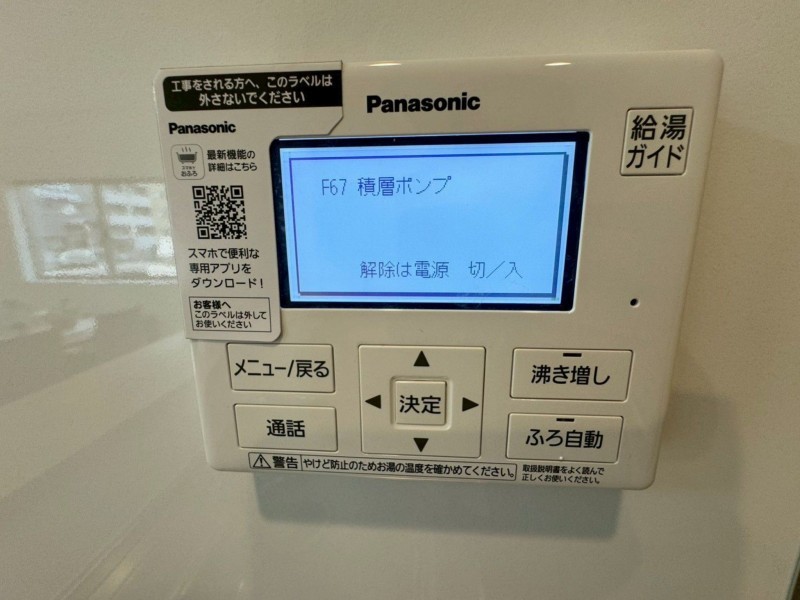 工事をされる方へ、このラベルは
外さないでください
Panasonic
Panasonic
最新機能の
詳細はこちら
スマホで
おふろ
スマホで便利な
専用アプリを
ダウンロード!
お客様へ
このラベルは外して
お使いください
給湯
ガイド
F67 積層ポンプ
解除は電源 切/入
メニュー/戻る
通話
決定
沸き増し
ふろ自動
警告 やけど防止のためお湯の温度を確かめてください。
取扱説明書をよく読んで
正しくお使いください。